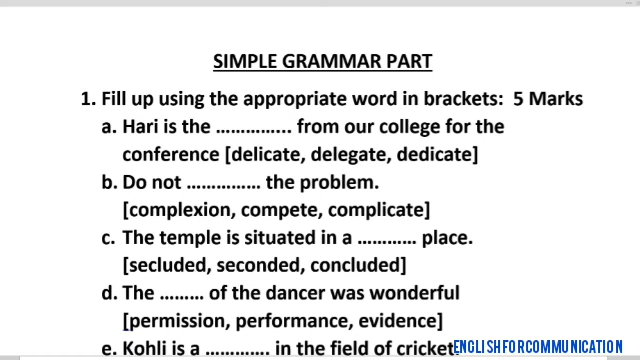 SIMPLE GRAMMAR PART
1. Fill up using the appropriate word in brackets: 5 Marks
a. Hari is the …………... from our college for the
conference [delicate, delegate, dedicate]
b. Do not …………… the problem.
[complexion, compete, complicate]
c. The temple is situated in a ………… place.
[secluded, seconded, concluded]
d. The ……… of the dancer was wonderful
[permission, performance, evidence]
e. Kohli is a …………. in the field of cricket.
ENGLISH FOR COMMUNICATION